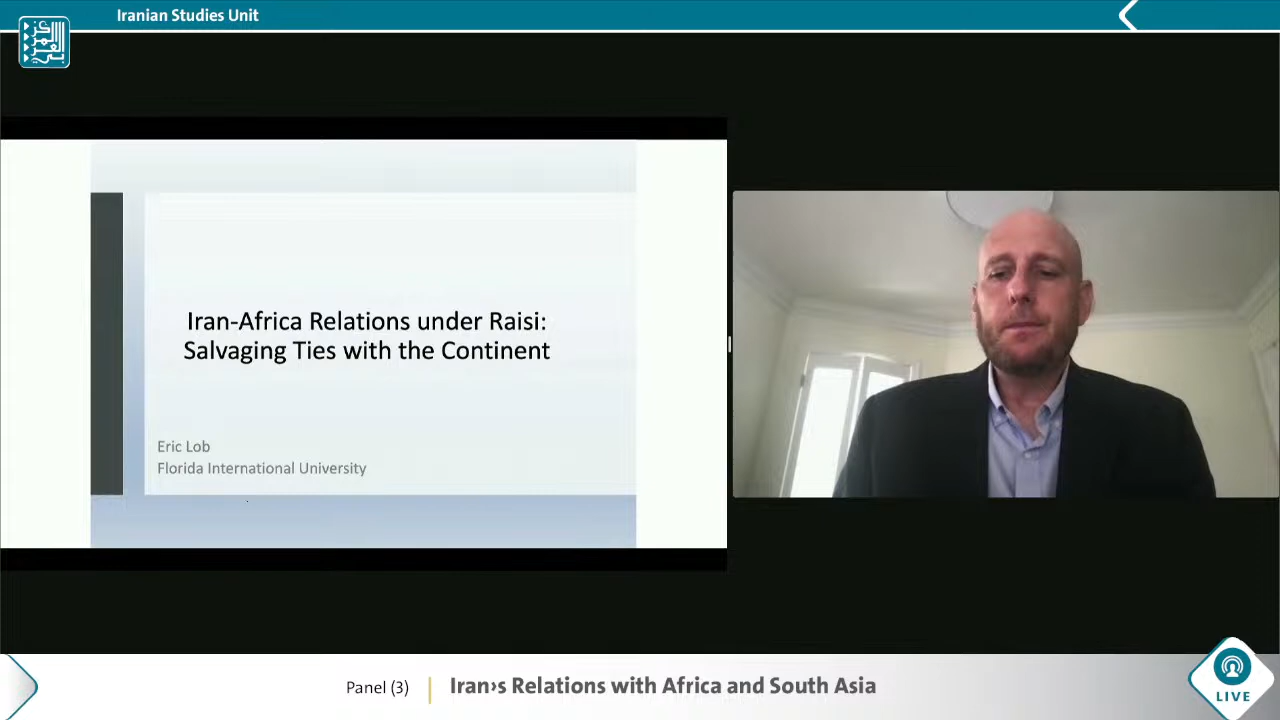 Iranian Studies Unit
Iran-Africa Relations under Raisi:
Salvaging Ties with the Continent
Eric Lob
Florida International University
Panel (3)
Iran›s Relations with Africa and South Asia
LIVE